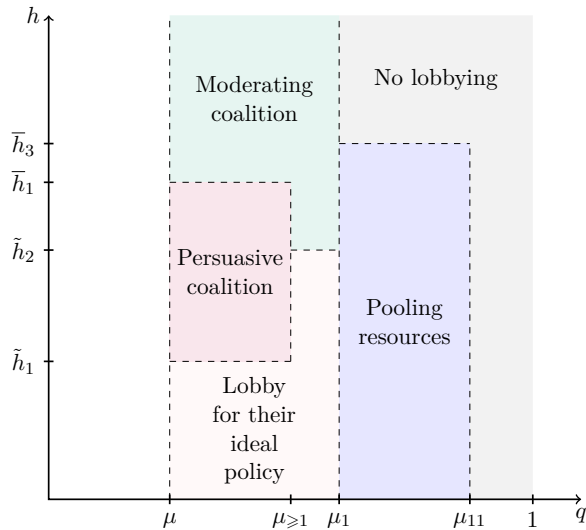 h
No lobbying
Moderating
coalition
h̅₃
h̅₁
h̃₂
Persuasive
coalition
Pooling
resources
h̃₁
Lobby
for their
ideal
policy
μ
μ⩾₁
μ₁
μ₁₁
1
q